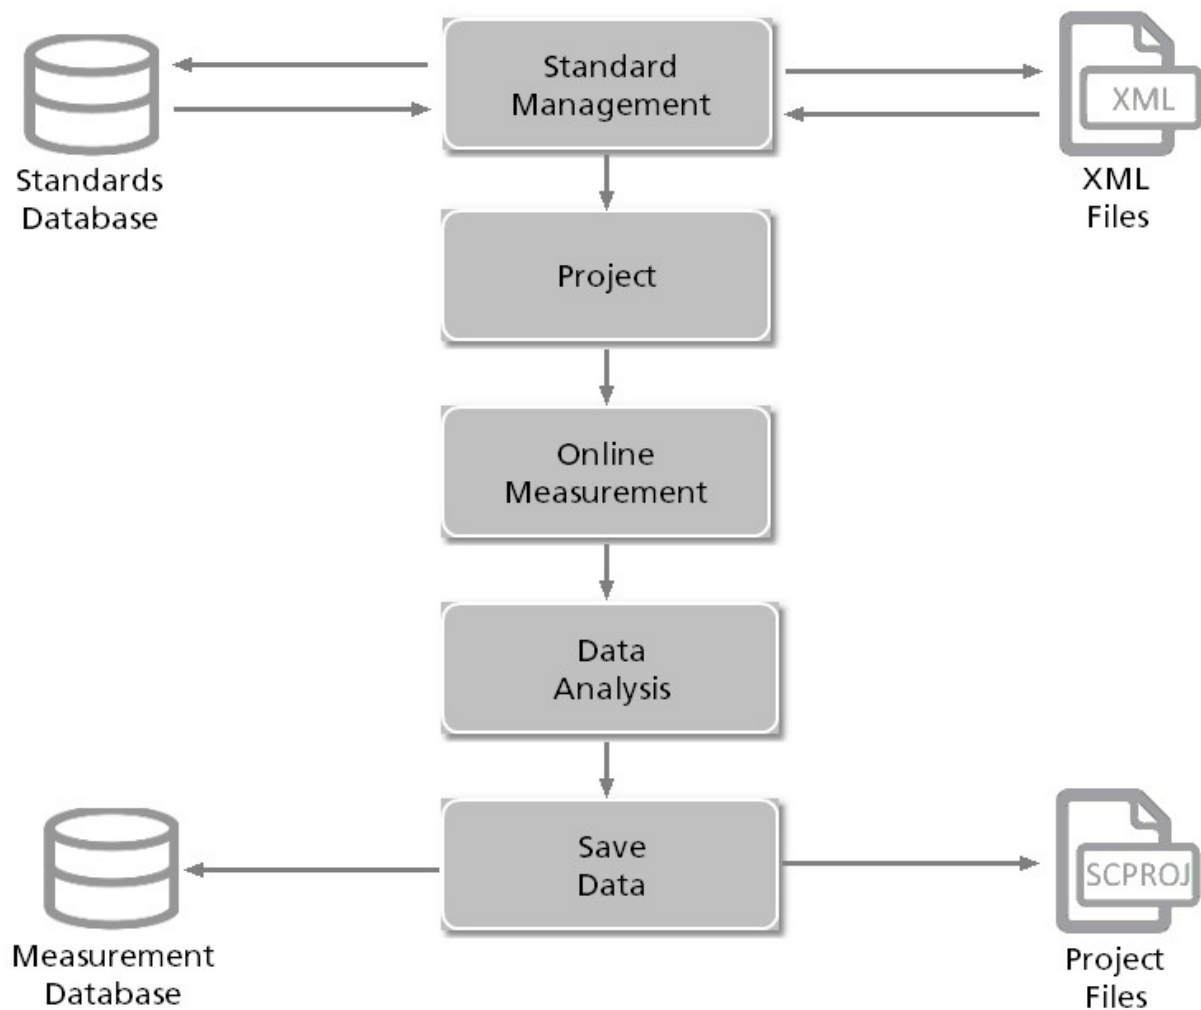 Standard
Management
XML
Standards
Database
XML
Files
Project
Online
Measurement
Data
Analysis
Save
Data
SCPROJ
Measurement
Database
Project
Files